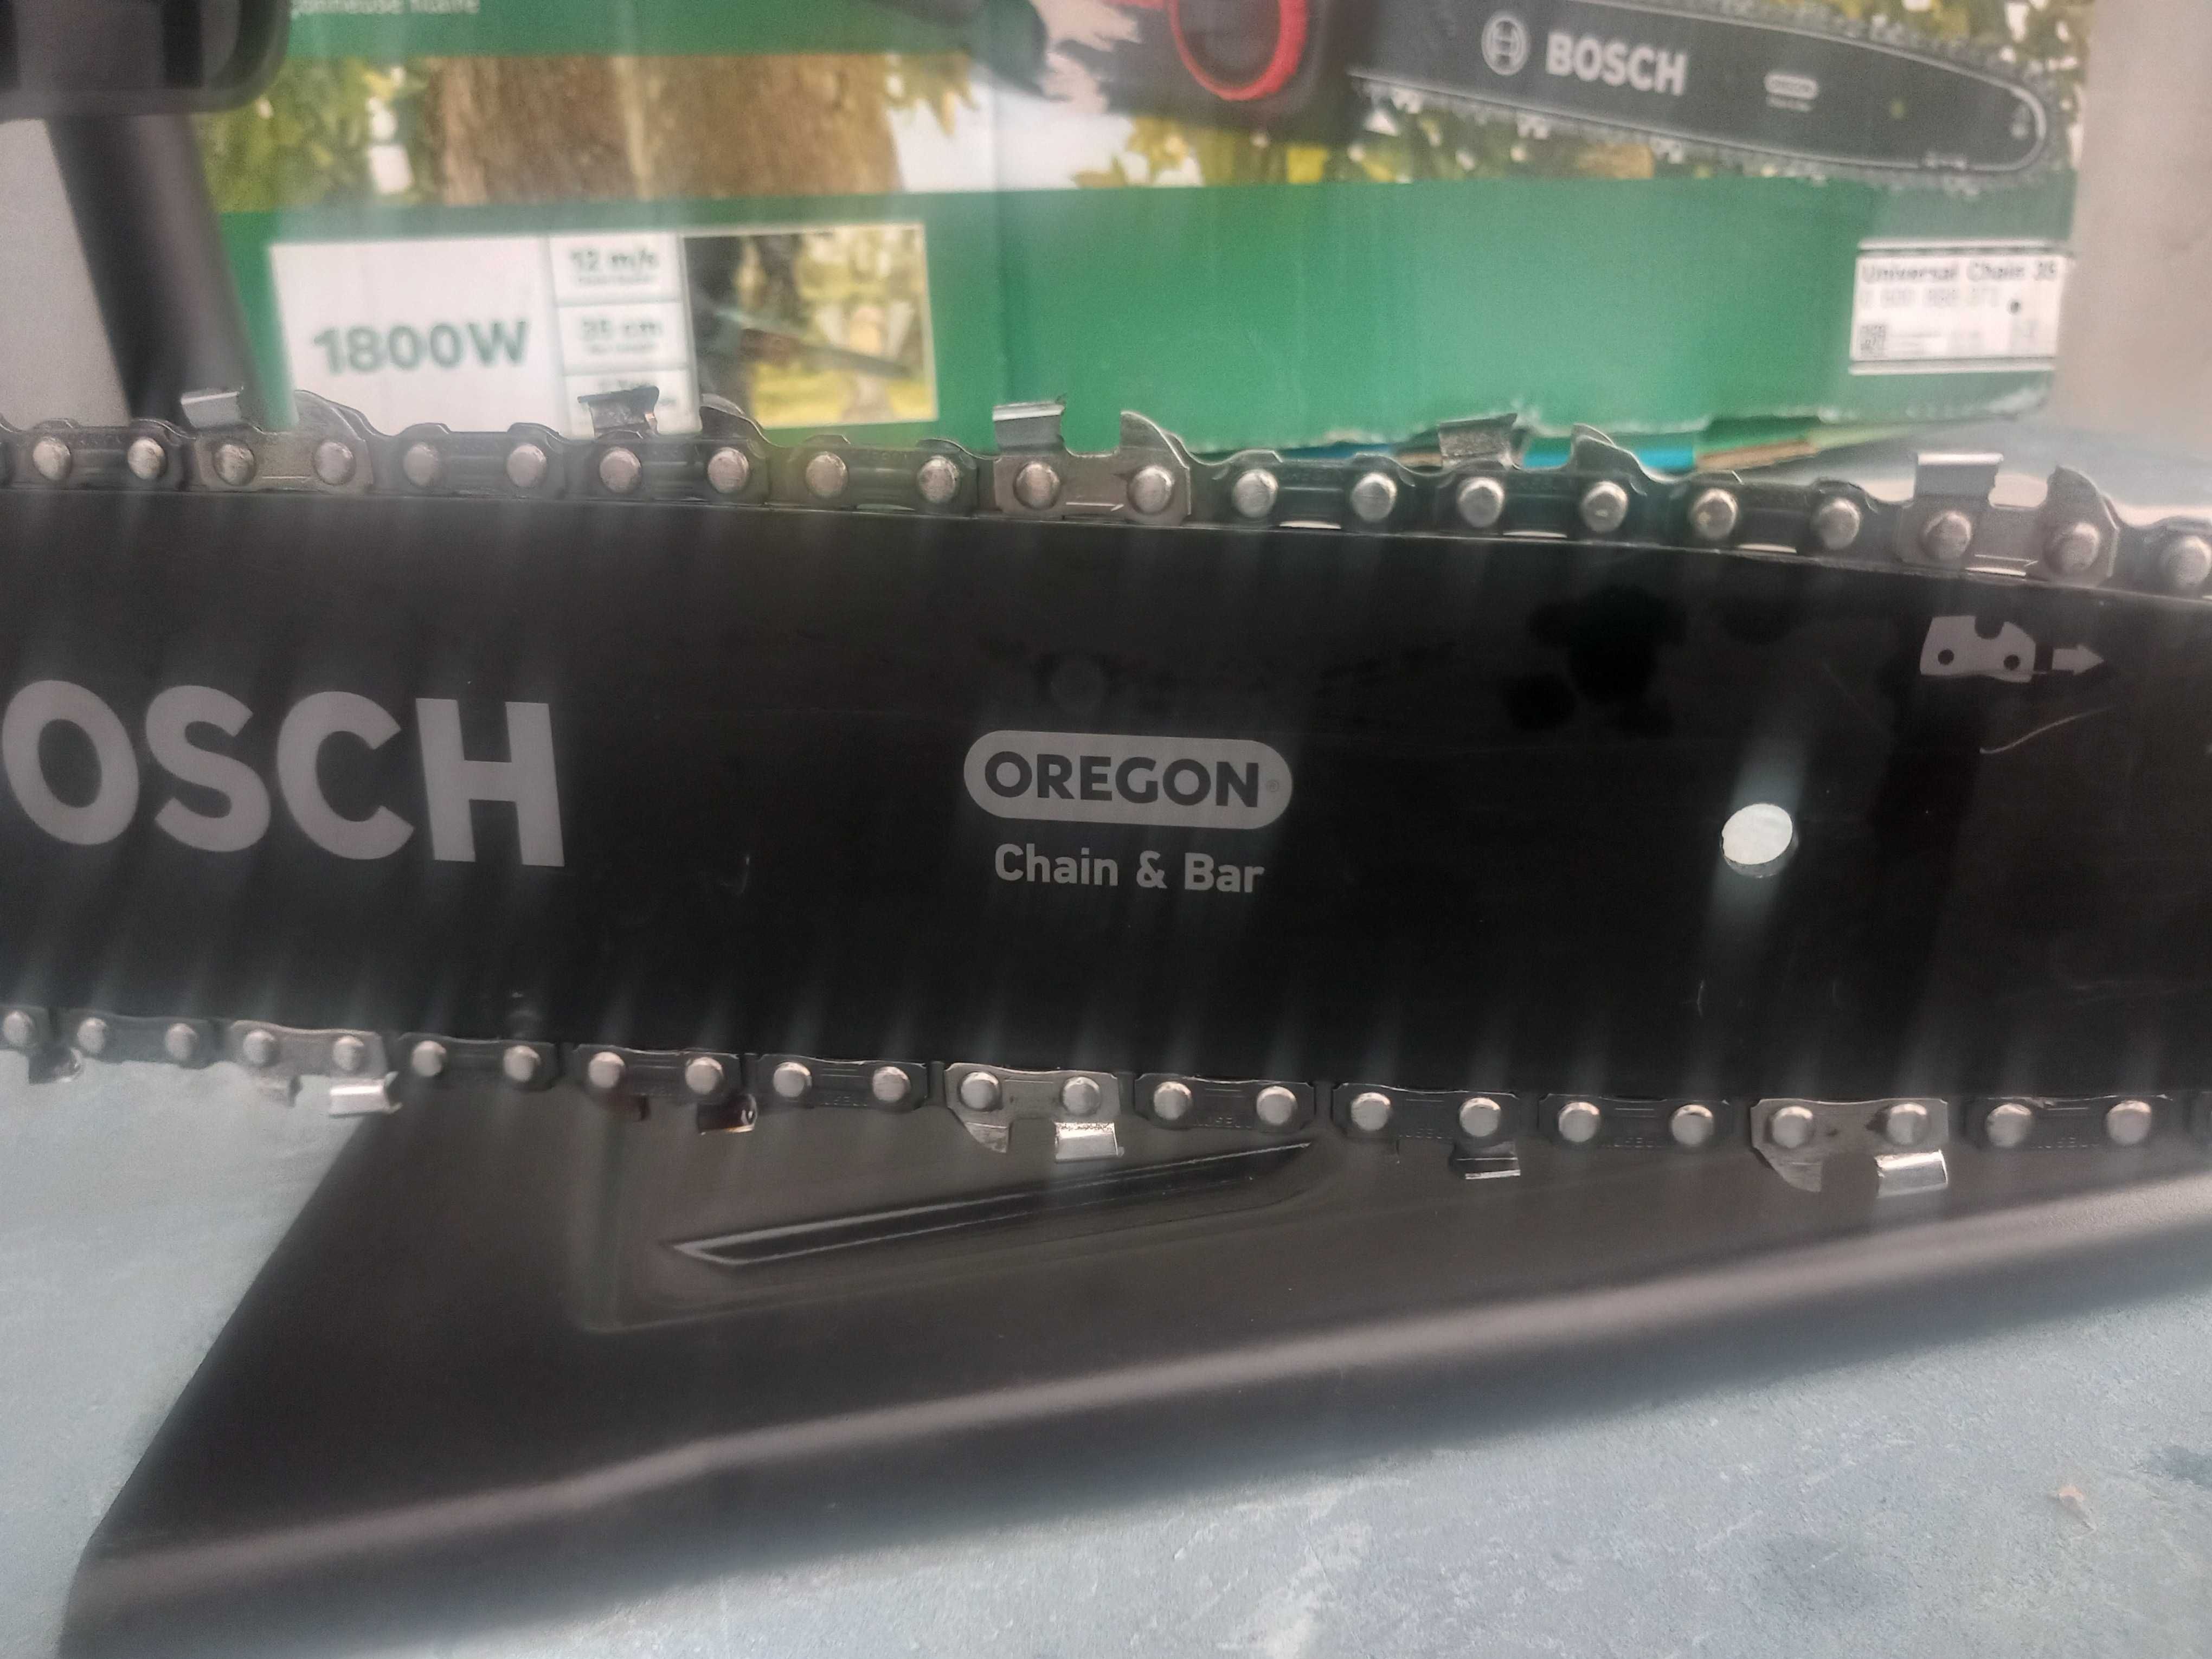 BOSCH
1800W
12 m/s
35 cm
Universal Chain 35
OSCH
OREGON
Chain & Bar